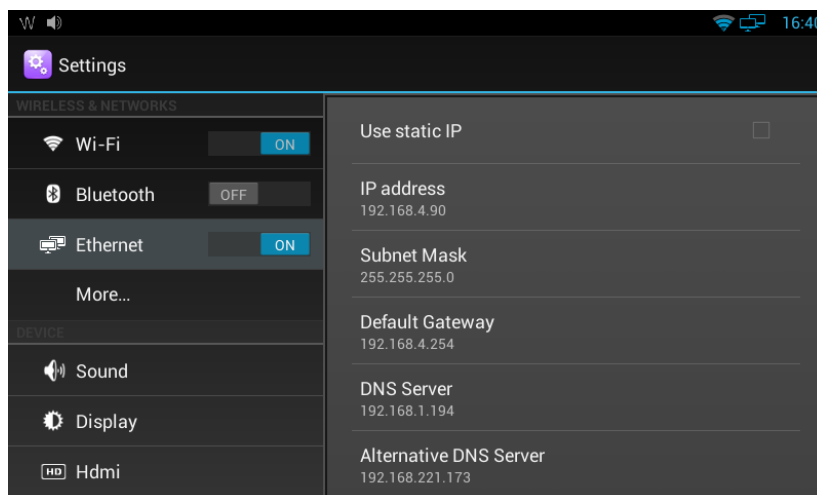 16:40
Settings
WIRELESS & NETWORKS
Wi-Fi
ON
Bluetooth
OFF
Ethernet
ON
More...
DEVICE
Sound
Display
HD Hdmi
Use static IP
IP address
192.168.4.90
Subnet Mask
255.255.255.0
Default Gateway
192.168.4.254
DNS Server
192.168.1.194
Alternative DNS Server
192.168.221.173